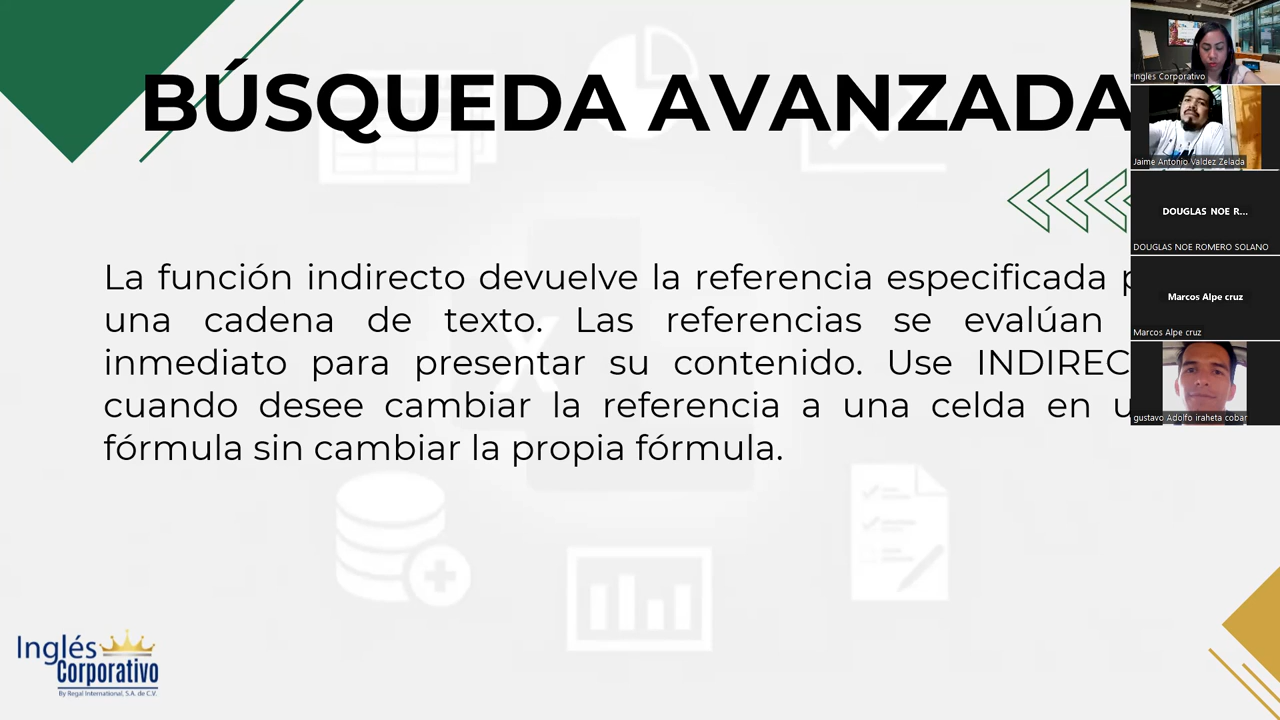 BÚSQUEDA AVANZADA
La función indirecto devuelve la referencia especificada
una cadena de texto. Las referencias se evalúan
inmediato para presentar su contenido. Use INDIREC
cuando desee cambiar la referencia a una celda en u
fórmula sin cambiar la propia fórmula.
Inglés
Corporativo
By Regal International, S.A. de C.V.
Inglés Corporativo
Jaime Antonio Valdez Zelada
DOUGLAS NOE R...
DOUGLAS NOE ROMERO SOLANO
Marcos Alpe cruz
Marcos Alpe cruz
gustavo Adolfo iraheta cobar